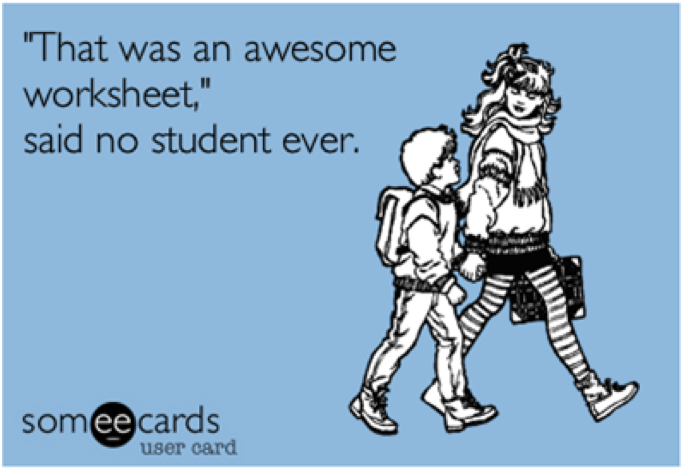 "That was an awesome
worksheet,"
said no student ever.
someecards
user card